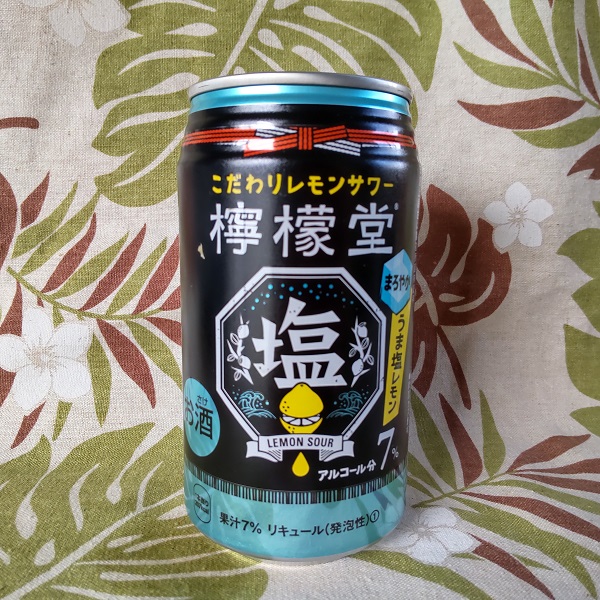 こだわりレモンサワー
檸檬堂
まろやか
うま塩レモン
塩
さけ
お酒
LEMON SOUR
アルコール分
7%
果汁7% リキュール(発泡性)①